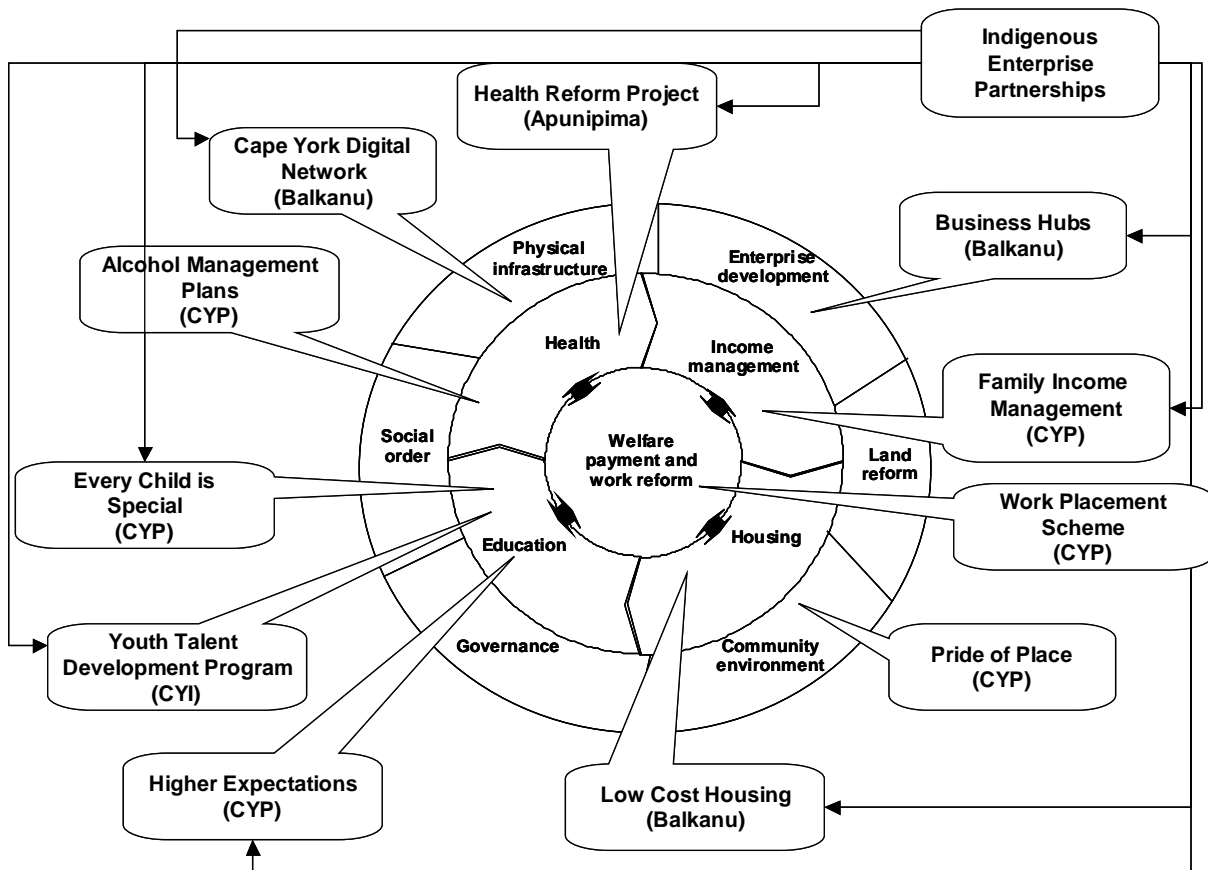 Indigenous
Enterprise
Partnerships
Health Reform Project
(Apunipima)
Cape York Digital
Network
(Balkanu)
Business Hubs
(Balkanu)
Alcohol Management
Plans
(CYP)
Physical
infrastructure
Enterprise
development
Health
Income
management
Family Income
Management
(CYP)
Social
order
Welfare
payment and
work reform
Land
reform
Every Child is
Special
(CYP)
Work Placement
Scheme
(CYP)
Education
Housing
Youth Talent
Development Program
(CYI)
Governance
Community
environment
Pride of Place
(CYP)
Higher Expectations
(CYP)
Low Cost Housing
(Balkanu)